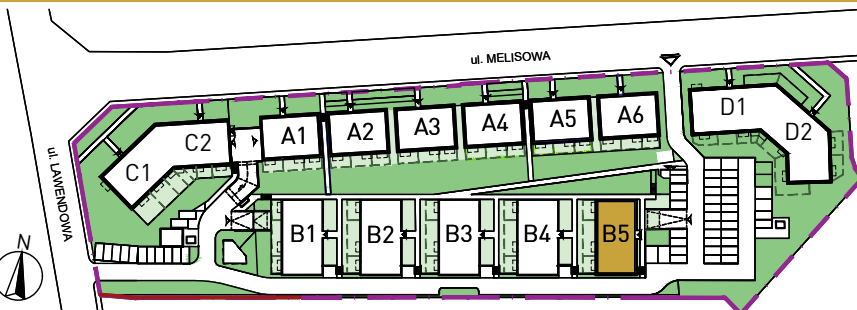 ul. MELISOWA
ul. LAWENDOWA
C1
C2
A1
A2
A3
A4
A5
A6
D1
D2
B1
B2
B3
B4
B5
N